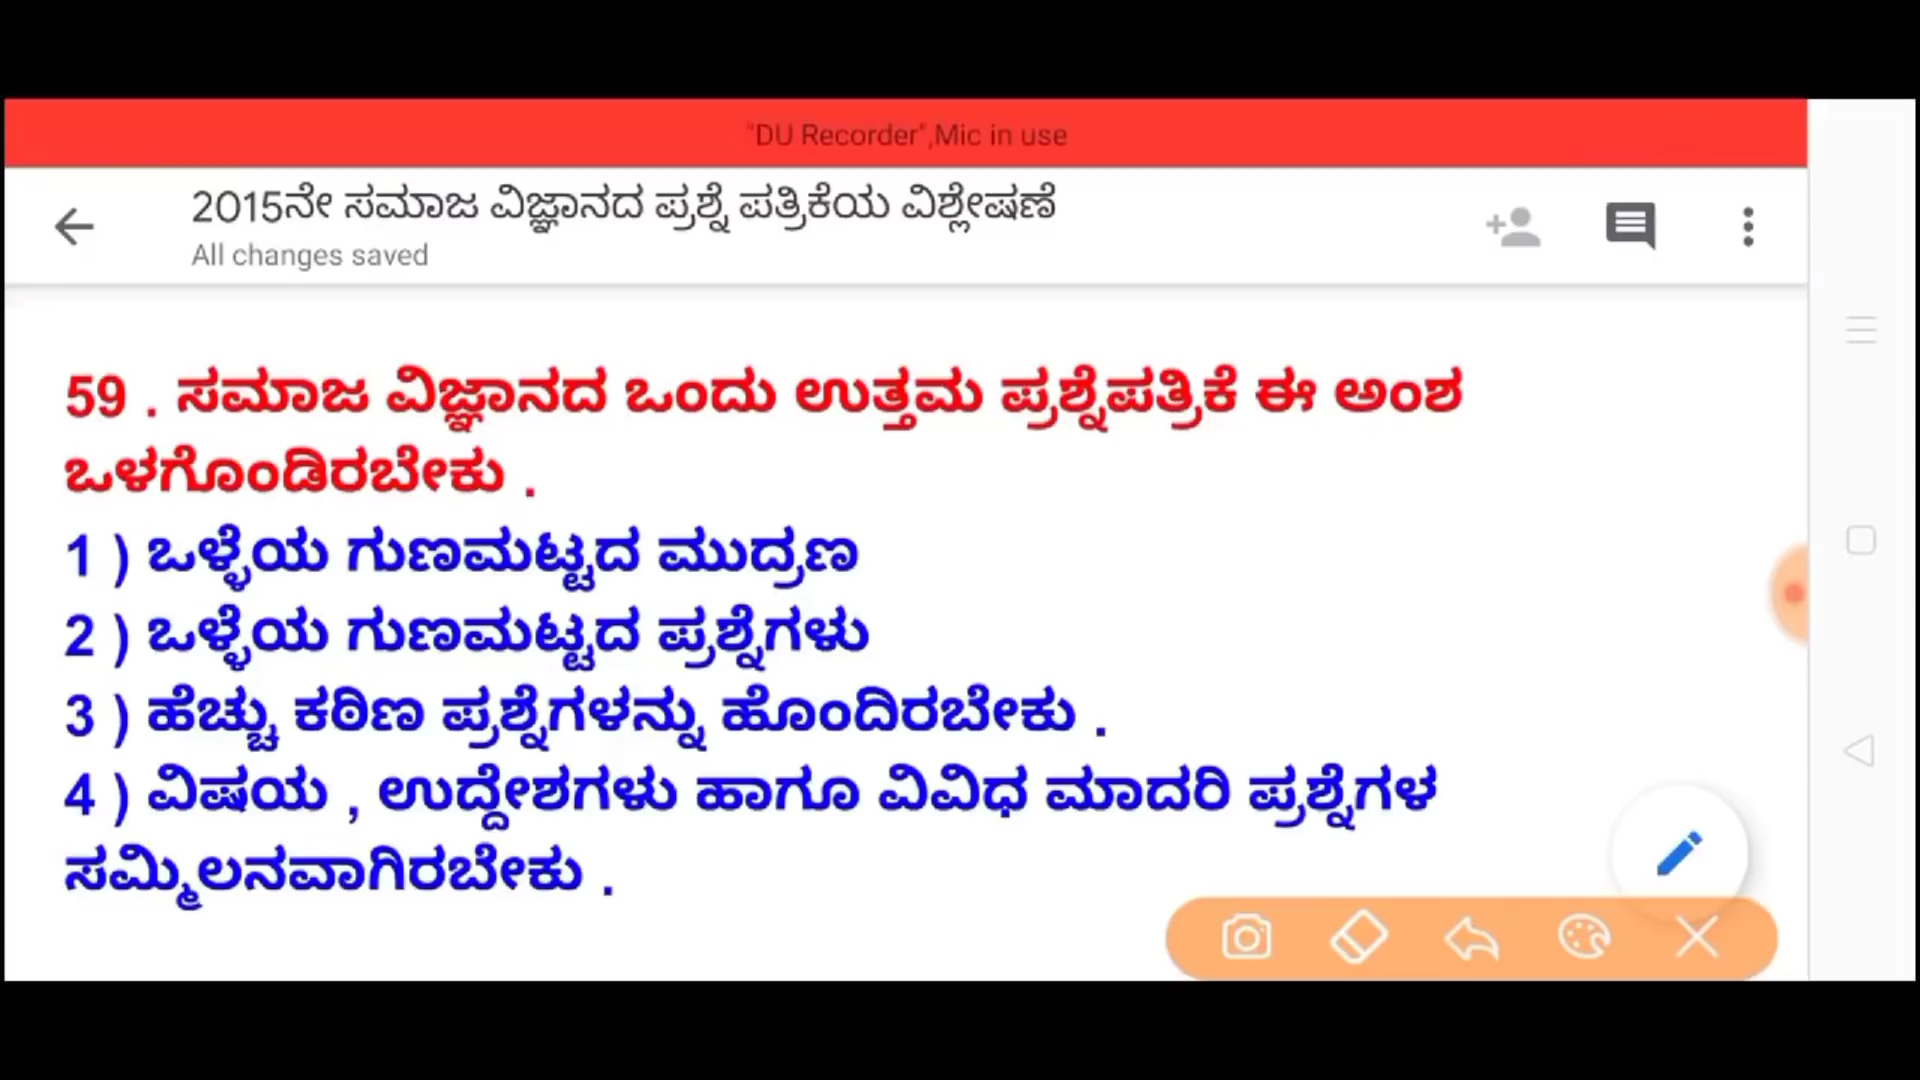 "DU Recorder",Mic in use
2015ನೇ ಸಮಾಜ ವಿಜ್ಞಾನದ ಪ್ರಶ್ನೆ ಪತ್ರಿಕೆಯ ವಿಶ್ಲೇಷಣೆ
All changes saved
59 . ಸಮಾಜ ವಿಜ್ಞಾನದ ಒಂದು ಉತ್ತಮ ಪ್ರಶ್ನೆಪತ್ರಿಕೆ ಈ ಅಂಶ
ಒಳಗೊಂಡಿರಬೇಕು .
1 ) ಒಳ್ಳೆಯ ಗುಣಮಟ್ಟದ ಮುದ್ರಣ
2 ) ಒಳ್ಳೆಯ ಗುಣಮಟ್ಟದ ಪ್ರಶ್ನೆಗಳು
3 ) ಹೆಚ್ಚು ಕಠಿಣ ಪ್ರಶ್ನೆಗಳನ್ನು ಹೊಂದಿರಬೇಕು .
4 ) ವಿಷಯ , ಉದ್ದೇಶಗಳು ಹಾಗೂ ವಿವಿಧ ಮಾದರಿ ಪ್ರಶ್ನೆಗಳ
ಸಮ್ಮಿಲನವಾಗಿರಬೇಕು .